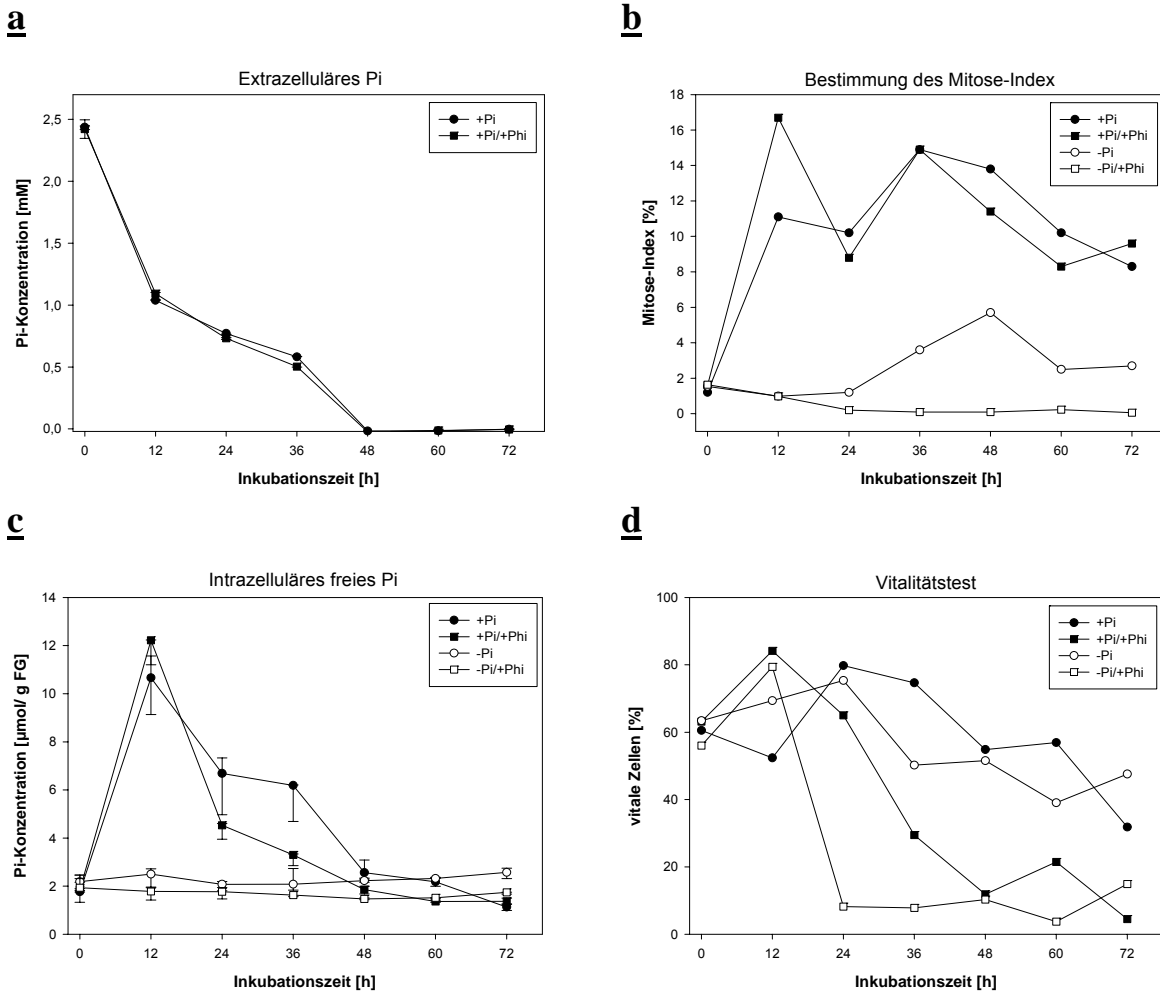 a
Extrazelluläres Pi
Pi-Konzentration [mM]
2,5
2,0
1,5
1,0
0,5
0,0
+Pi
+Pi/+Phi
0 12 24 36 48 60 72
Inkubationszeit [h]
b
Bestimmung des Mitose-Index
Mitose-Index [%]
18
16
14
12
10
8
6
4
2
0
+Pi
+Pi/+Phi
-Pi
-Pi/+Phi
0 12 24 36 48 60 72
Inkubationszeit [h]
c
Intrazelluläres freies Pi
Pi-Konzentration [µmol/ g FG]
14
12
10
8
6
4
2
0
+Pi
+Pi/+Phi
-Pi
-Pi/+Phi
0 12 24 36 48 60 72
Inkubationszeit [h]
d
Vitalitätstest
vitale Zellen [%]
100
80
60
40
20
0
+Pi
+Pi/+Phi
-Pi
-Pi/+Phi
0 12 24 36 48 60 72
Inkubationszeit [h]